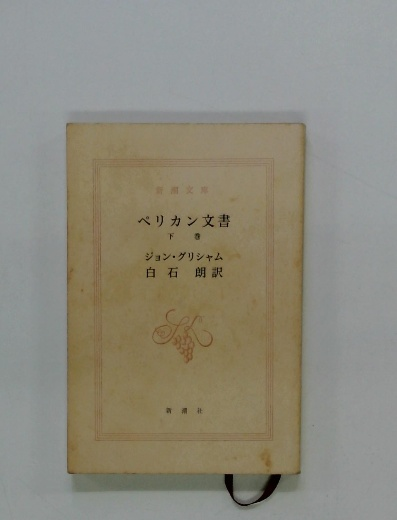 新潮文庫
ペリカン文書
下巻
ジョン・グリシャム
白石 朗訳
新潮社